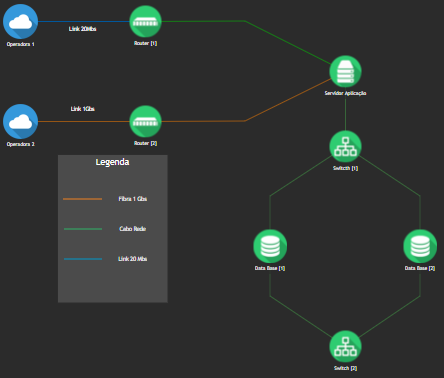 Link 20Mbs
Operadora 1
Router [1]
Servidor Aplicação
Link 1Gbs
Operadora 2
Router [2]
Legenda
Fibra 1 Gbs
Cabo Rede
Link 20 Mbs
Switcth [1]
Data Base [1]
Data Base [2]
Switch [2]